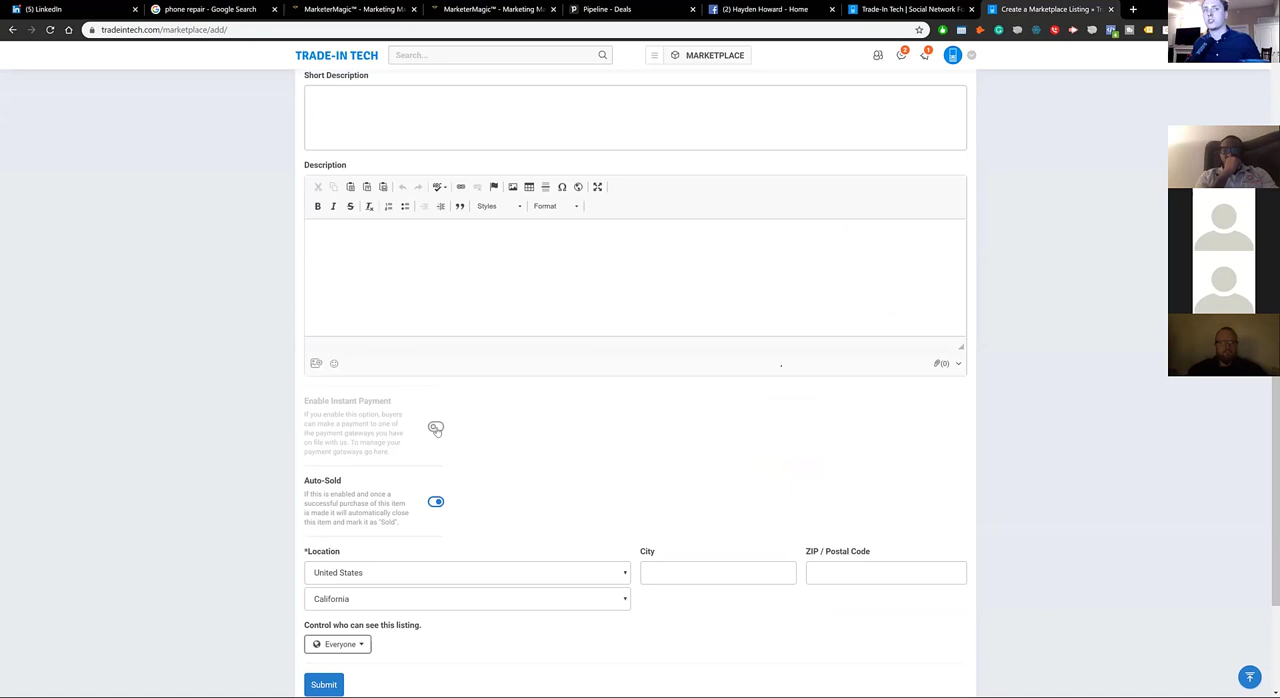 (5) LinkedIn
phone repair - Google Search
MarketerMagic™ - Marketing M
MarketerMagic™ - Marketing M
Pipeline - Deals
(2) Hayden Howard - Home
Trade-In Tech | Social Network Fo
Create a Marketplace Listing » Tr
tradeintech.com/marketplace/add/
TRADE-IN TECH
Search...
MARKETPLACE
2
1
Short Description
Description
Styles
Format
(0)
Enable Instant Payment
If you enable this option, buyers
can make a payment to one of
the payment gateways you have
on file with us. To manage your
payment gateways go here.
Auto-Sold
If this is enabled and once a
successful purchase of this item
is made it will automatically close
this item and mark it as "Sold".
*Location
City
ZIP / Postal Code
United States
California
Control who can see this listing.
Everyone
Submit